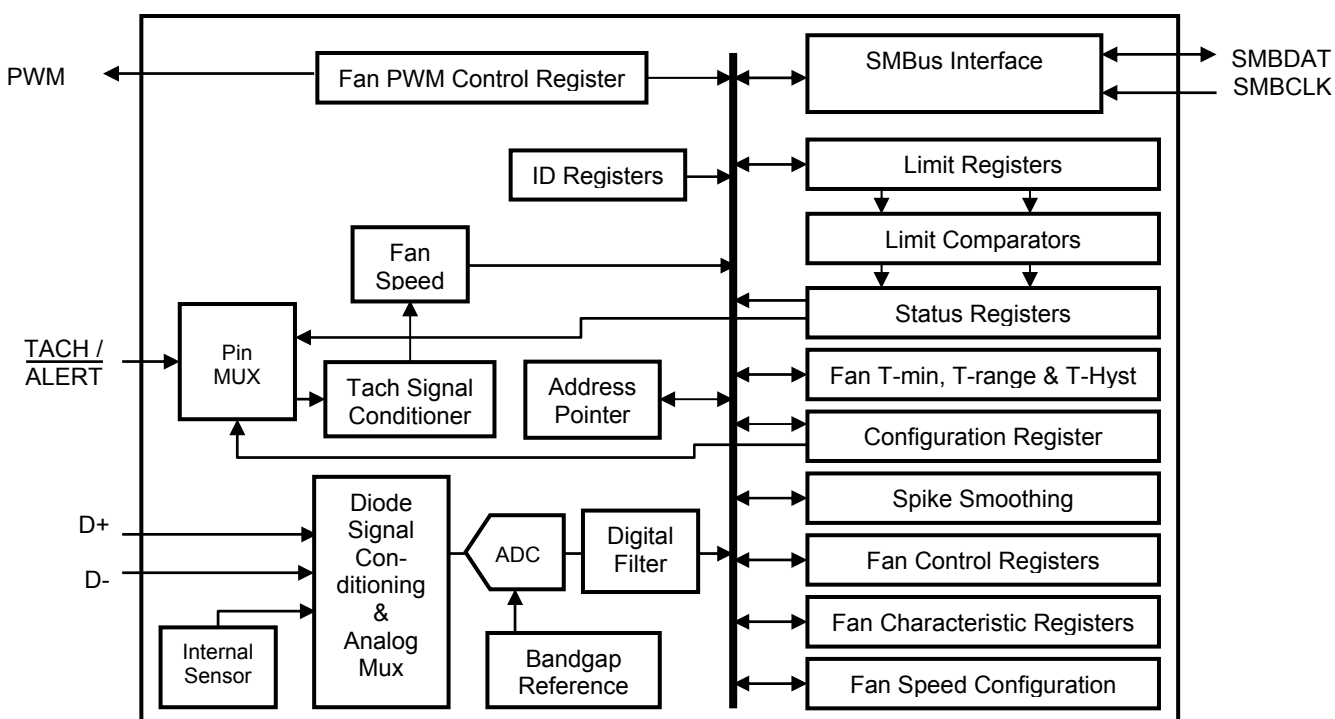 PWM
Fan PWM Control Register
SMBus Interface
SMBDAT
SMBCLK
ID Registers
Limit Registers
Limit Comparators
Fan
Speed
Status Registers
TACH /
ALERT
Pin
MUX
Tach Signal
Conditioner
Address
Pointer
Fan T-min, T-range & T-Hyst
Configuration Register
D+
D-
Diode
Signal
Con-
ditioning
&
Analog
Mux
ADC
Digital
Filter
Spike Smoothing
Fan Control Registers
Internal
Sensor
Bandgap
Reference
Fan Characteristic Registers
Fan Speed Configuration